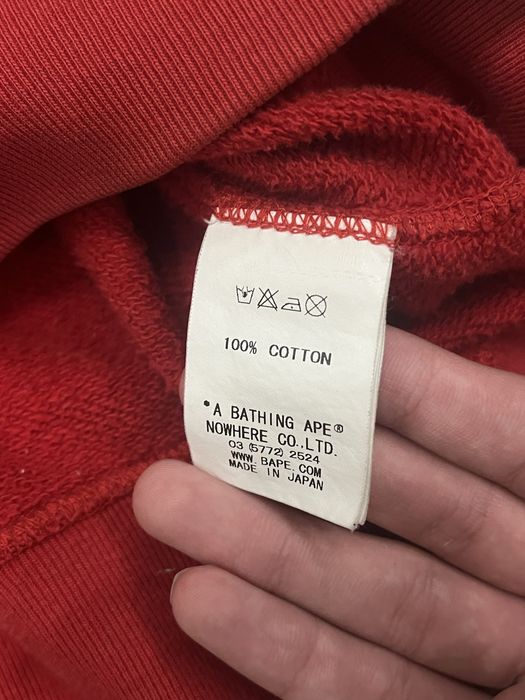 100% COTTON
*A BATHING APE®
NOWHERE CO.,LTD.
03 (5772) 2524
WWW. BAPE. COM
MADE IN JAPAN